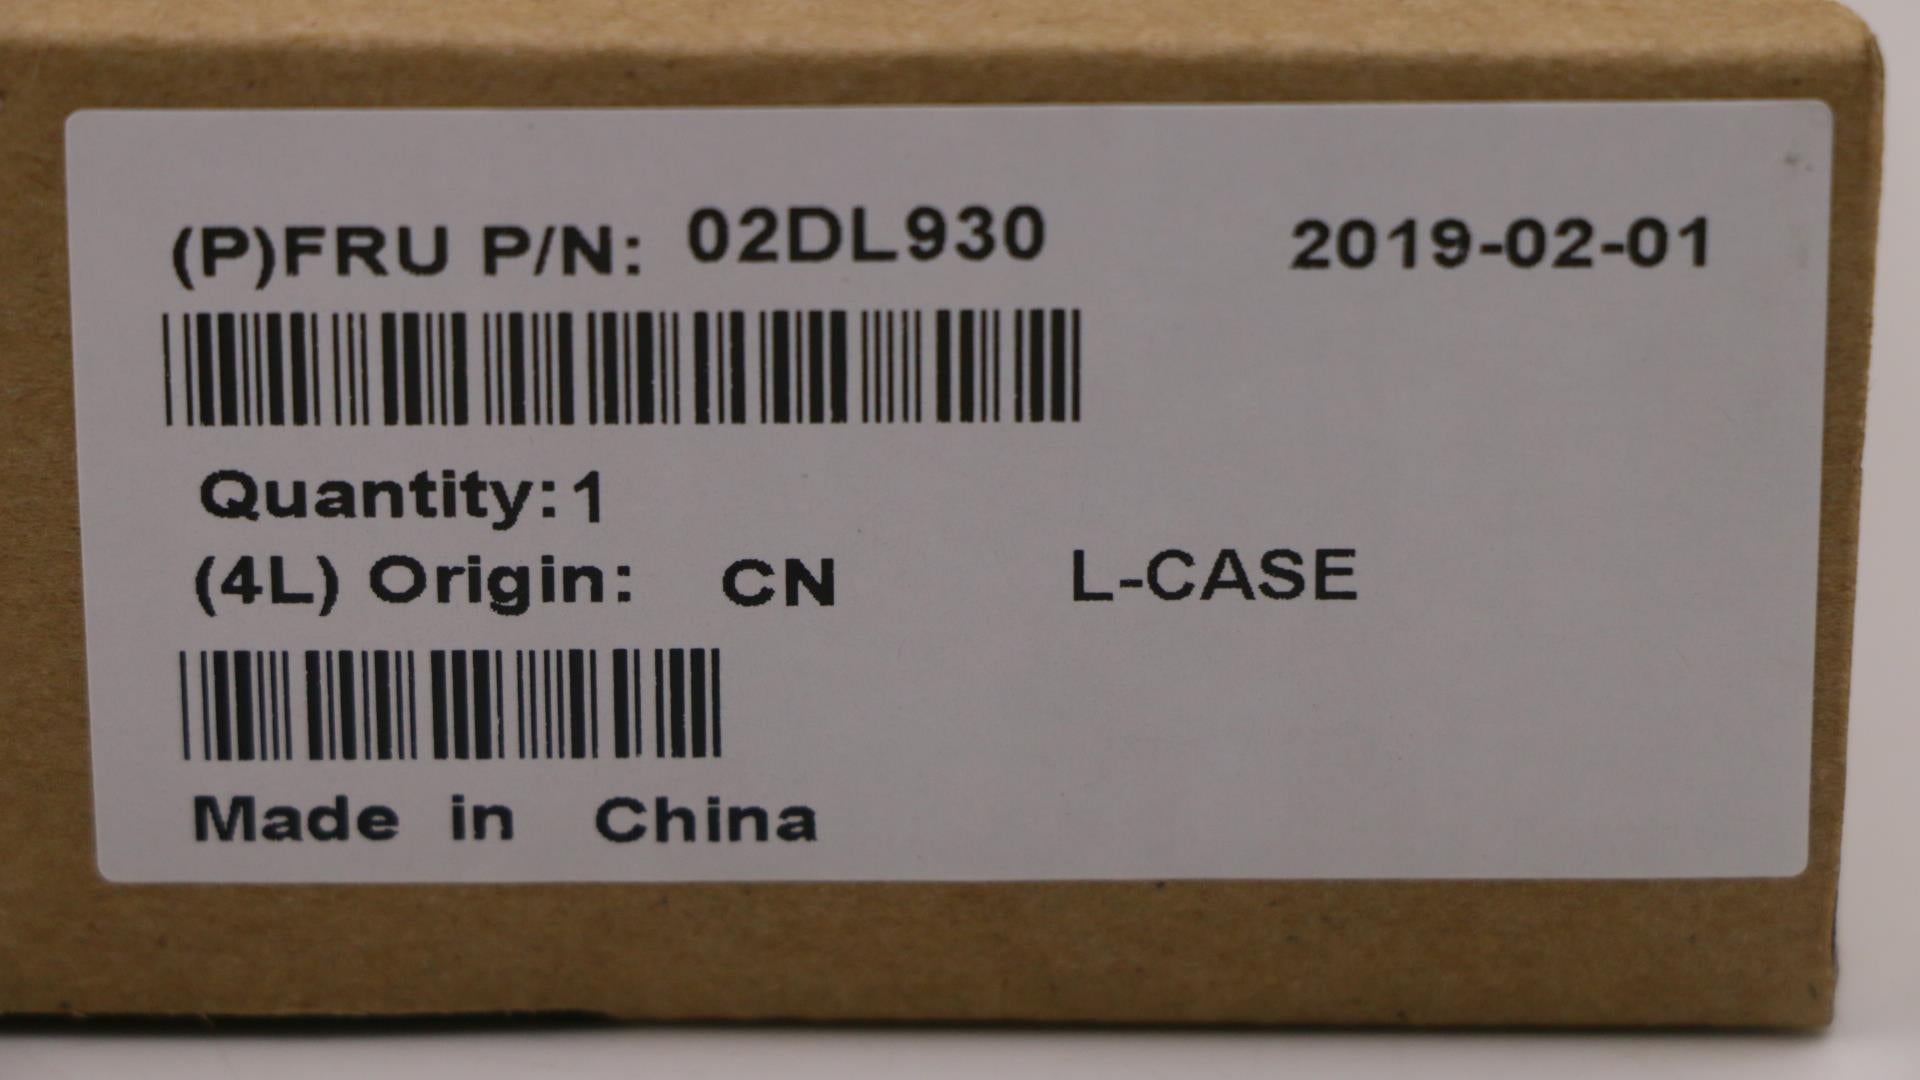 (P)FRU P/N: 02DL930 2019-02-01
Quantity:1
(4L) Origin: CN L-CASE
Made in China